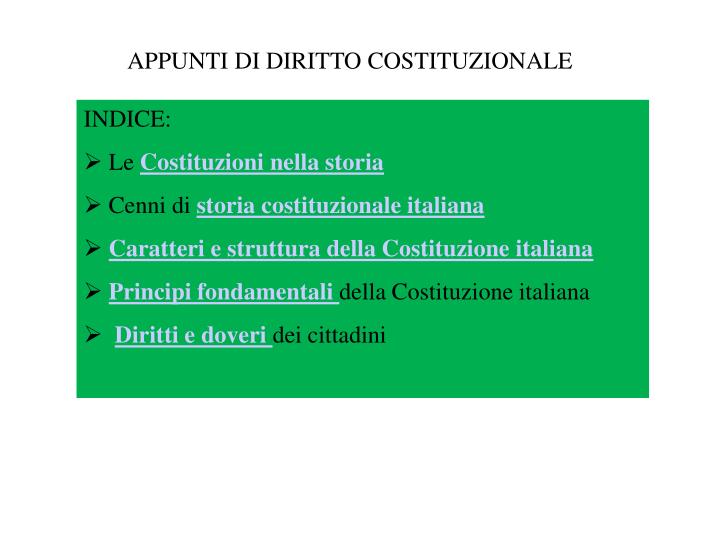 APPUNTI DI DIRITTO COSTITUZIONALE
INDICE:
➢ Le Costituzioni nella storia
➢ Cenni di storia costituzionale italiana
➢ Caratteri e struttura della Costituzione italiana
➢ Principi fondamentali della Costituzione italiana
➢ Diritti e doveri dei cittadini